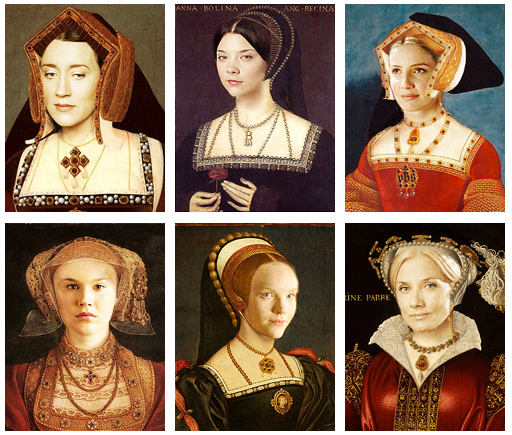 ANNA · BOLINA ANG · REGINA
RINE PARRE